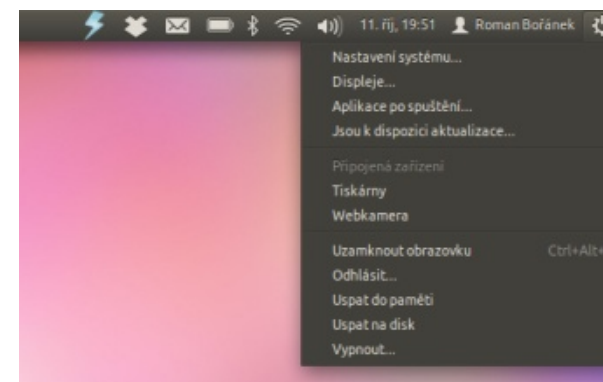 11. říj, 19:51 Roman Bořánek
Nastavení systému...
Displeje...
Aplikace po spuštění...
Jsou k dispozici aktualizace...
Připojená zařízení
Tiskárny
Webkamera
Uzamknout obrazovku Ctrl+Alt+
Odhlásit...
Uspat do paměti
Uspat na disk
Vypnout...